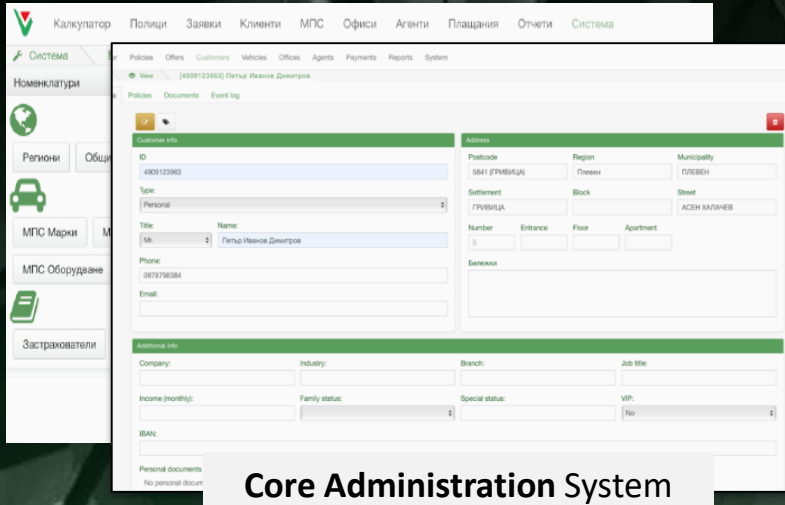 Калкулатор Полици Заявки Клиенти МПС Офиси Агенти Плащания Отчети Система
Система
Номенклатури
Региони
МПС Марки
МПС Оборудване
Застрахователи
Policies Offers Customers Vehicles Offices Agents Payments Reports System
View [4909123963] Петър Иванов Димитров
Policies Documents Event log
Customer info
ID
4909123963
Type:
Personal
Title: Name:
Mr. Петър Иванов Димитров
Phone:
0878798384
Email:
Address
Postcode Region Municipality
5841 (ГРИВИЦА) Плевен ПЛЕВЕН
Settlement Block Street
ГРИВИЦА АСЕН ХАЛАЧЕВ
Number Entrance Floor Apartment
5
Бележки
Additional info
Company: Industry: Branch: Job title:
Income (monthly): Family status: Special status: VIP:
No
IBAN:
Personal documents
No personal
Core Administration System